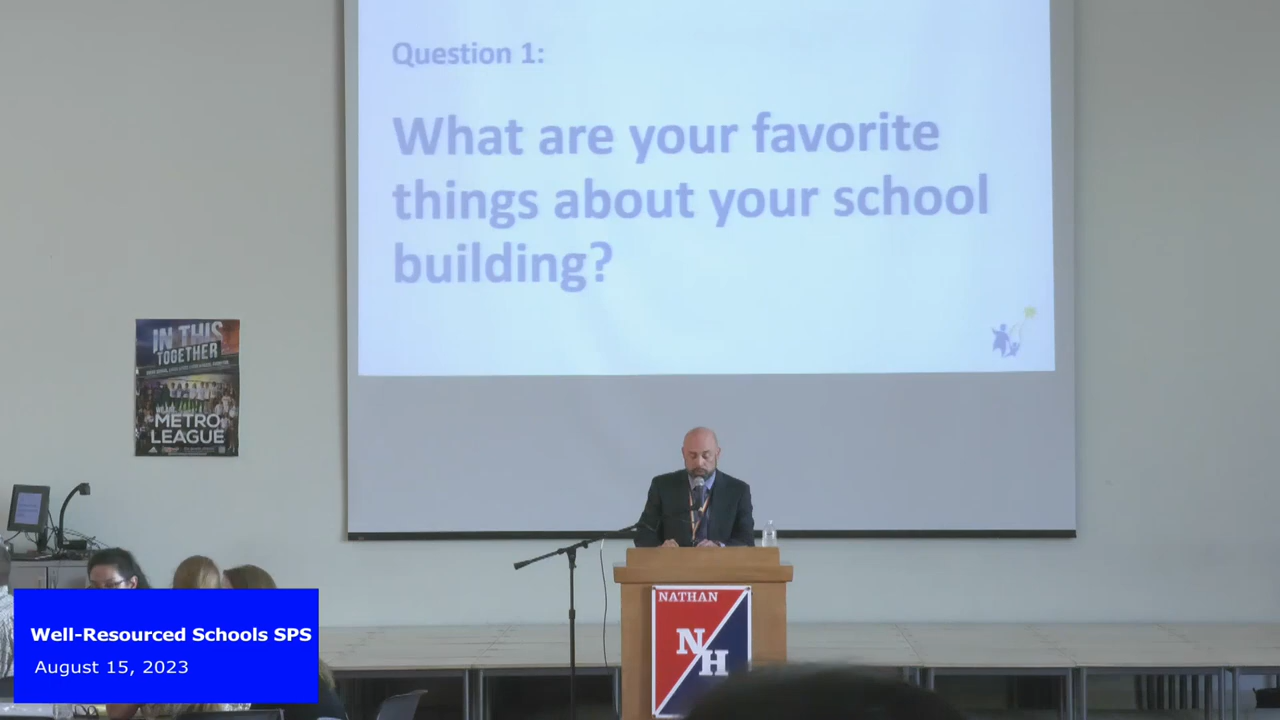 Question 1:
What are your favorite
things about your school
building?
IN THIS
TOGETHER
METRO
LEAGUE
NATHAN
NH
Well-Resourced Schools SPS
August 15, 2023